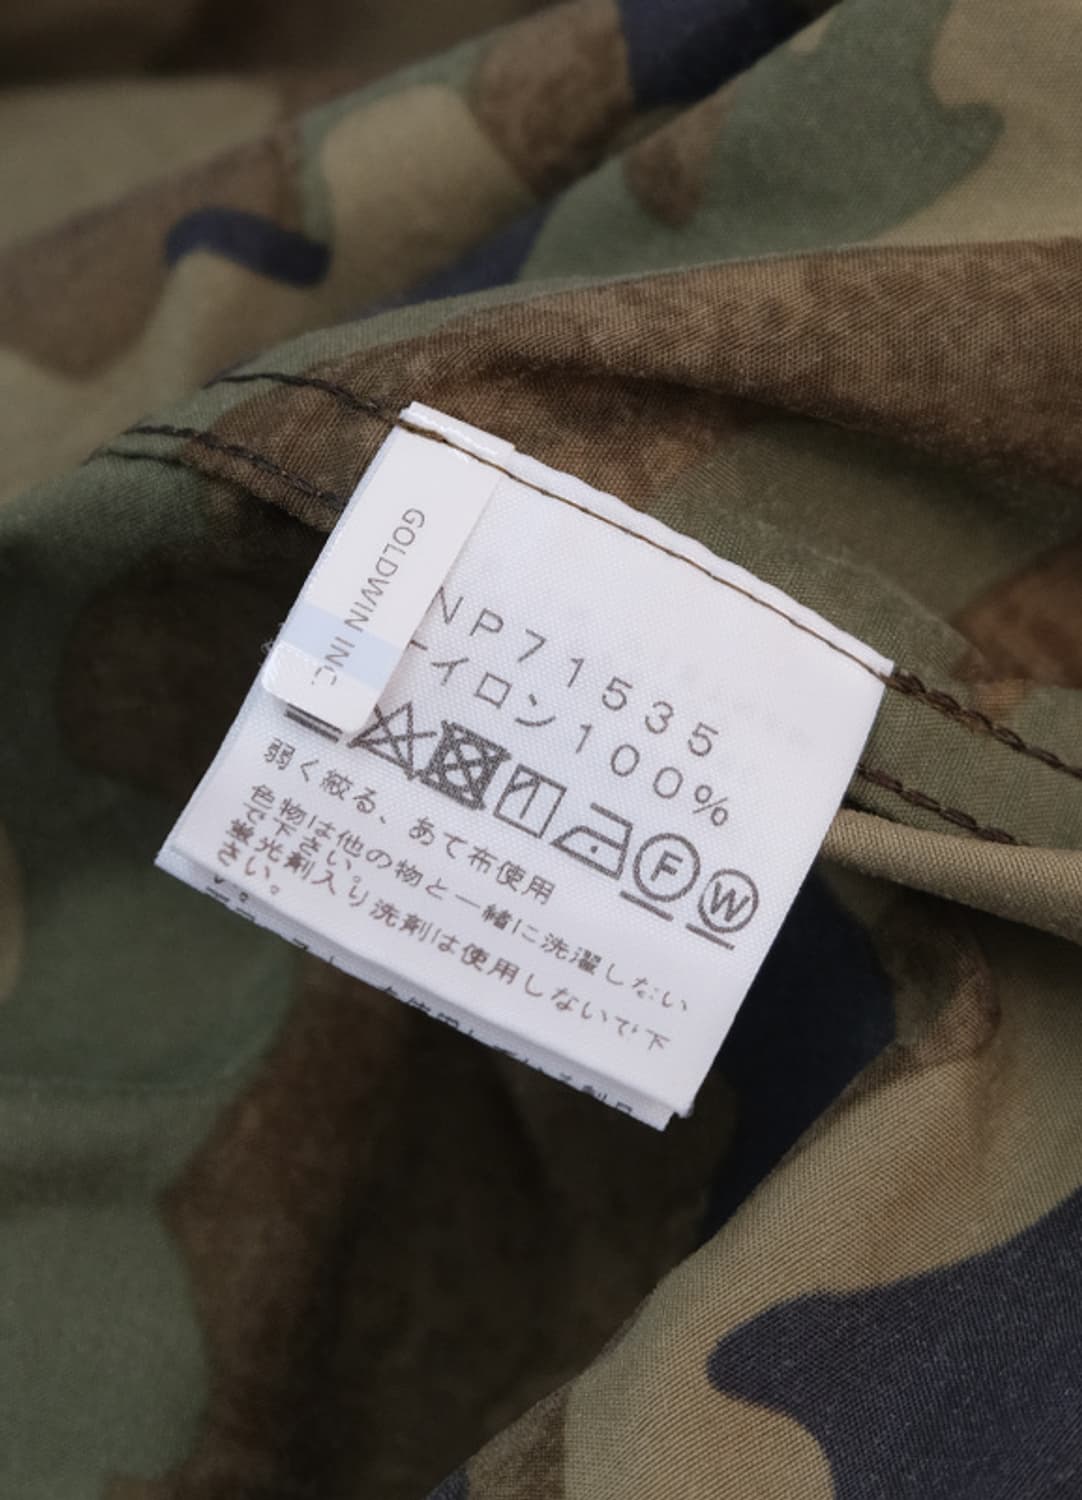 GOLDWIN INC.
NP71535
ナイロン100%
F W
弱く絞る、あて布使用
色物は他の物と一緒に洗濯しない
で下さい。
蛍光剤入り洗剤は使用しないで下
さい。